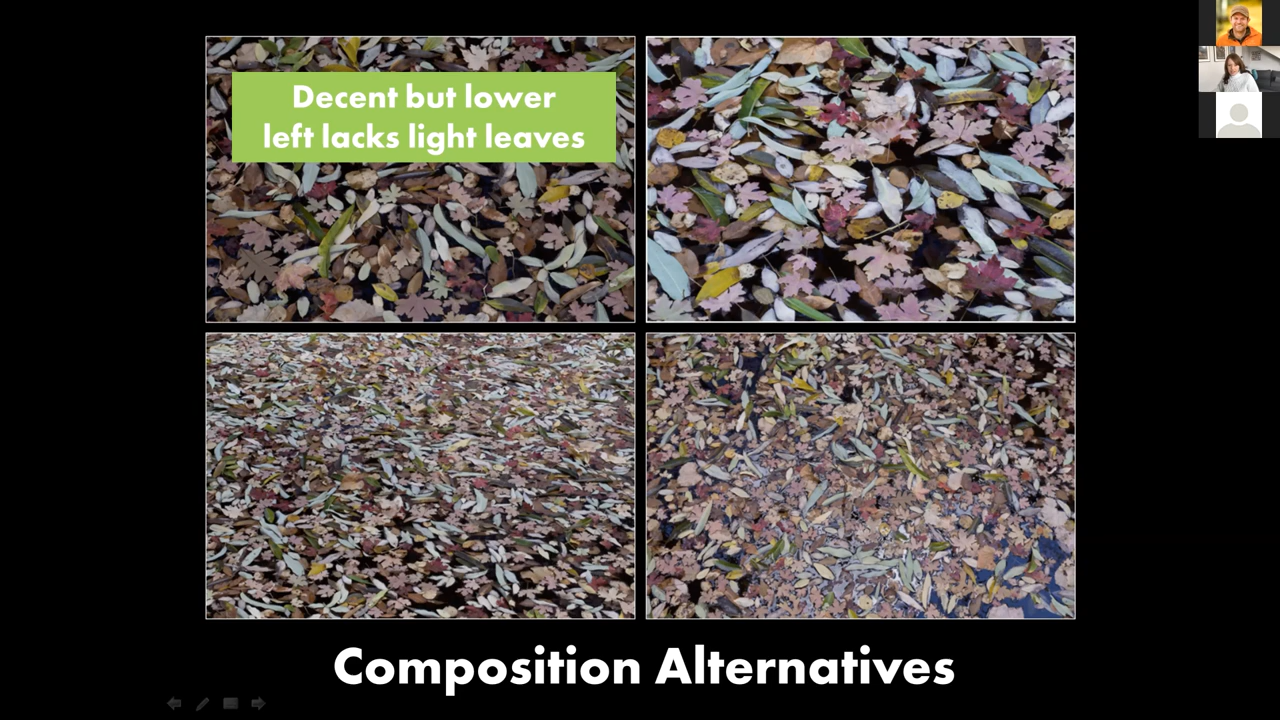 Decent but lower
left lacks light leaves
Composition Alternatives